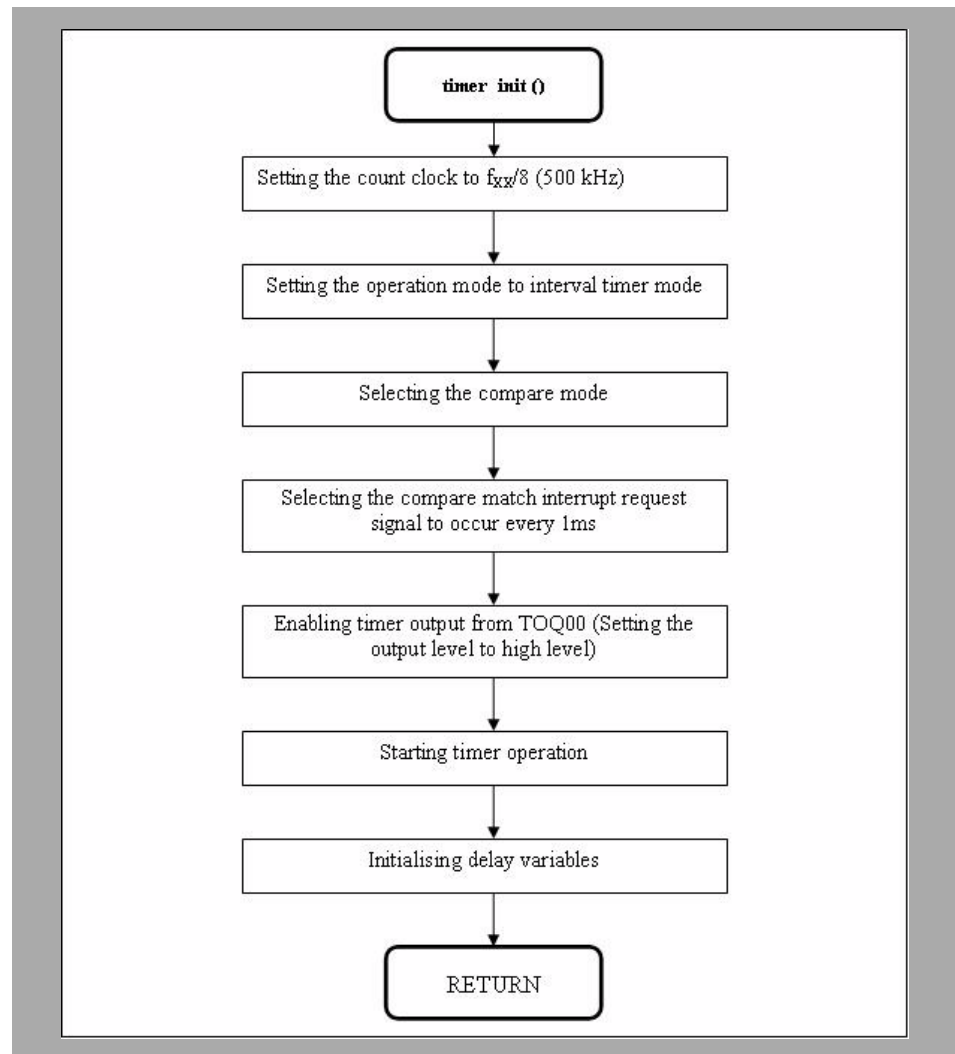 timer init ()
Setting the count clock to fxx/8 (500 kHz)
Setting the operation mode to interval timer mode
Selecting the compare mode
Selecting the compare match interrupt request
signal to occur every 1ms
Enabling timer output from TOQ00 (Setting the
output level to high level)
Starting timer operation
Initialising delay variables
RETURN